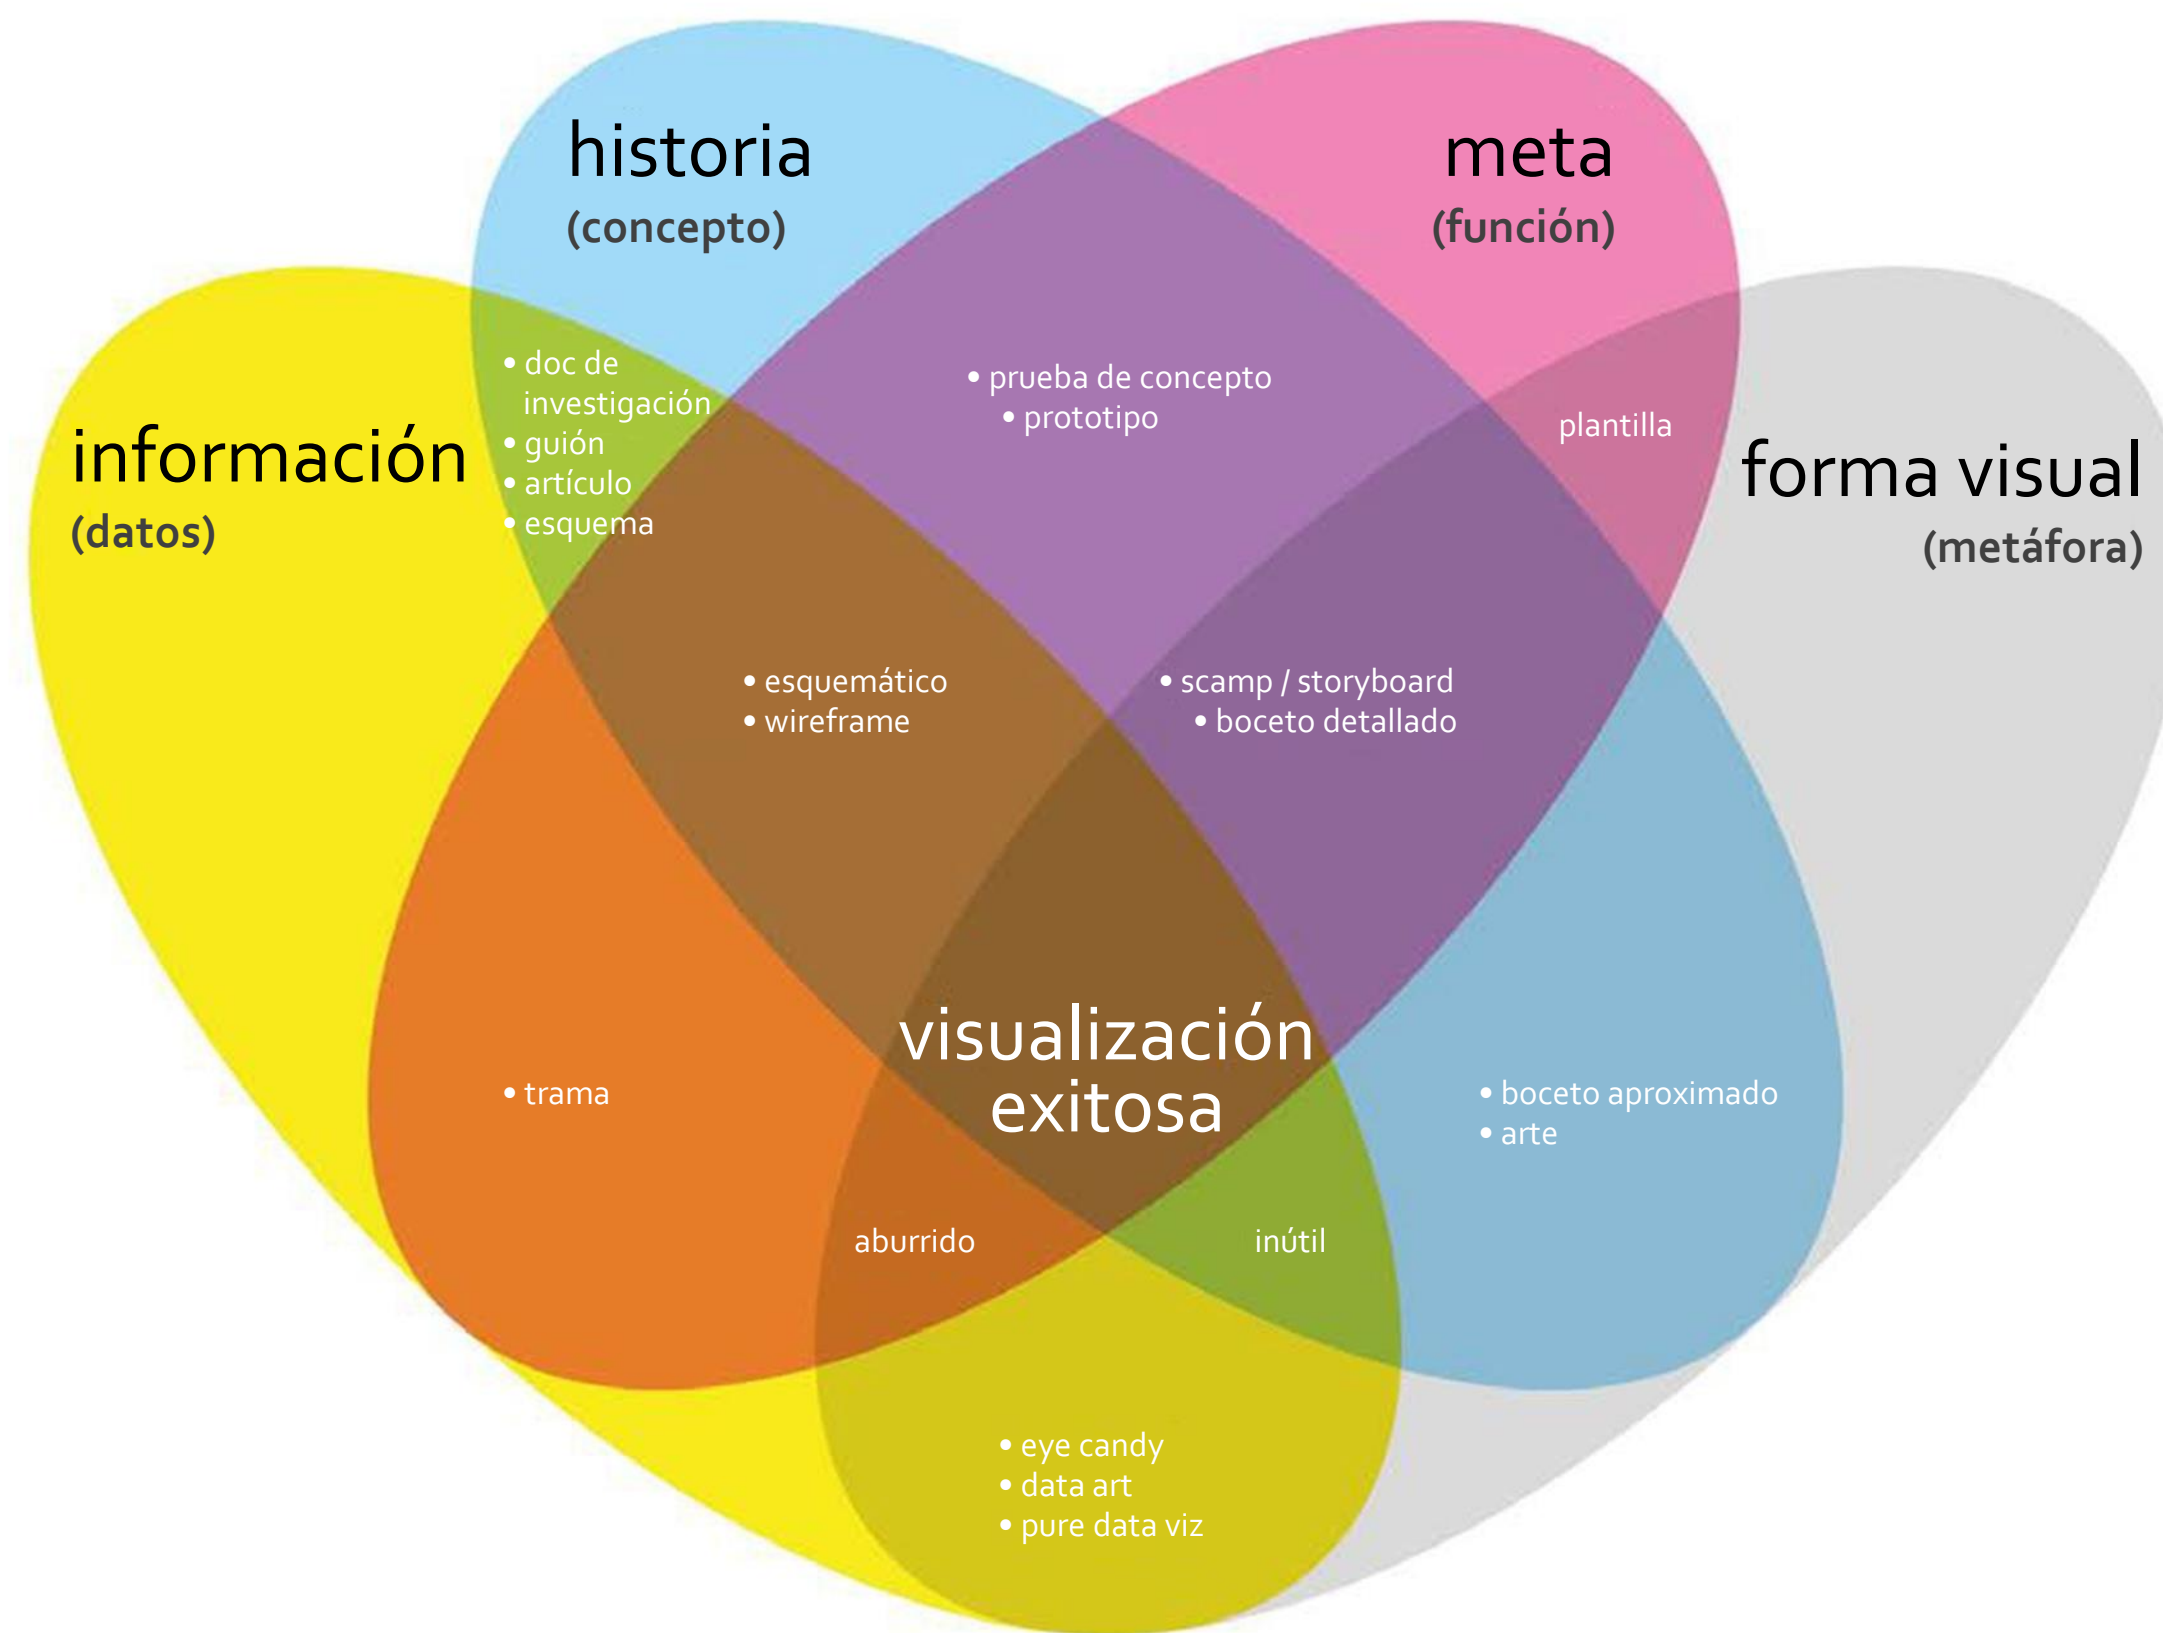 historia
(concepto)
meta
(función)
información
(datos)
forma visual
(metáfora)
• doc de
investigación
• guión
• artículo
• esquema
• prueba de concepto
• prototipo
plantilla
• esquemático
• wireframe
• scamp / storyboard
• boceto detallado
visualización
exitosa
• trama
• boceto aproximado
• arte
aburrido
inútil
• eye candy
• data art
• pure data viz